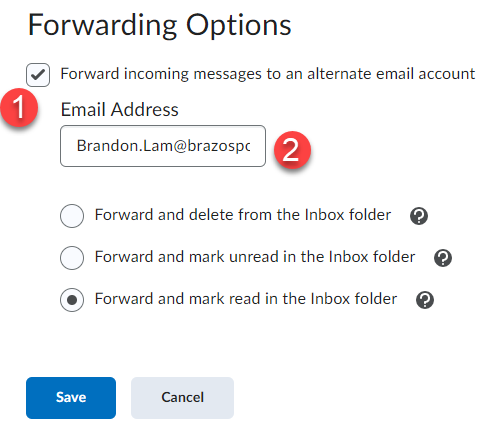 Forwarding Options
Forward incoming messages to an alternate email account
1
Email Address
Brandon.Lam@brazospc
2
Forward and delete from the Inbox folder ?
Forward and mark unread in the Inbox folder ?
Forward and mark read in the Inbox folder ?
Save Cancel